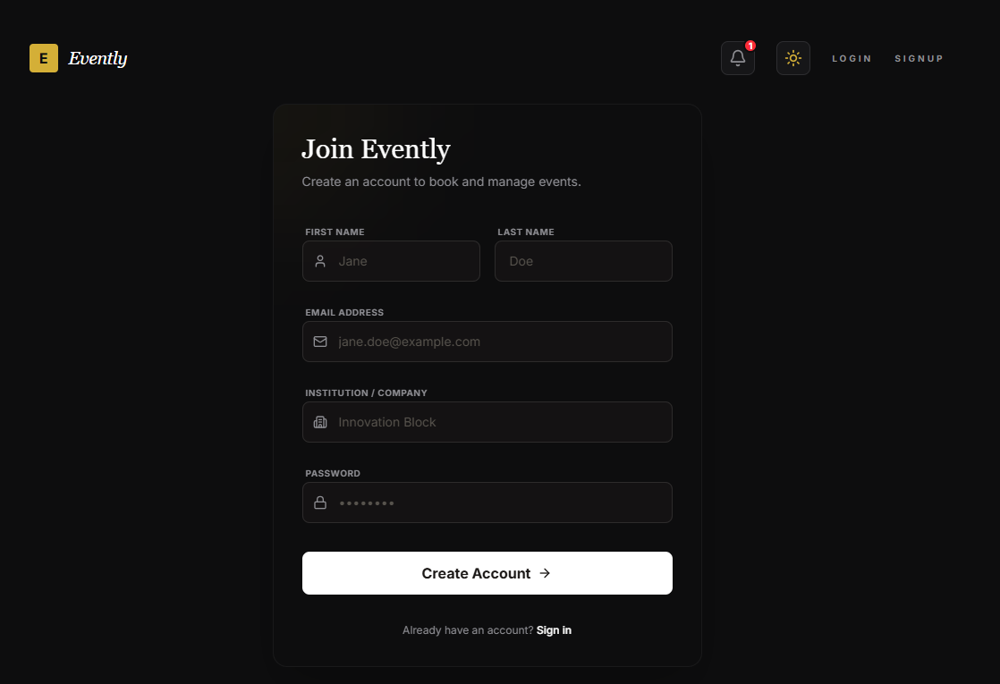 E Evently
1
LOGIN SIGNUP
Join Evently
Create an account to book and manage events.
FIRST NAME LAST NAME
Jane Doe
EMAIL ADDRESS
jane.doe@example.com
INSTITUTION / COMPANY
Innovation Block
PASSWORD
••••••••
Create Account →
Already have an account? Sign in